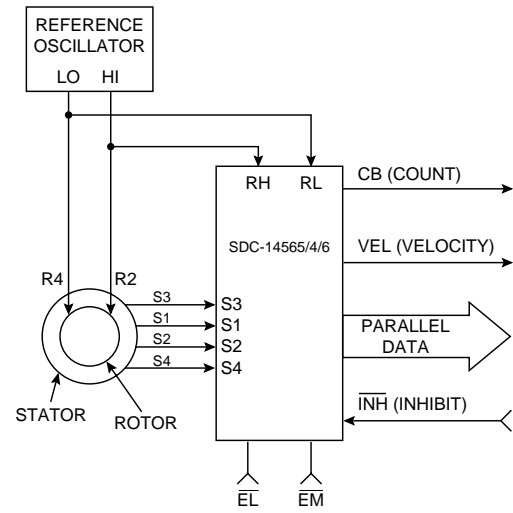 REFERENCE
OSCILLATOR
LO HI
RH RL
CB (COUNT)
SDC-14565/4/6
VEL (VELOCITY)
R4 R2
S3 S3
S1 S1
S2 S2
S4 S4
PARALLEL
DATA
STATOR
ROTOR
INH (INHIBIT)
EL EM